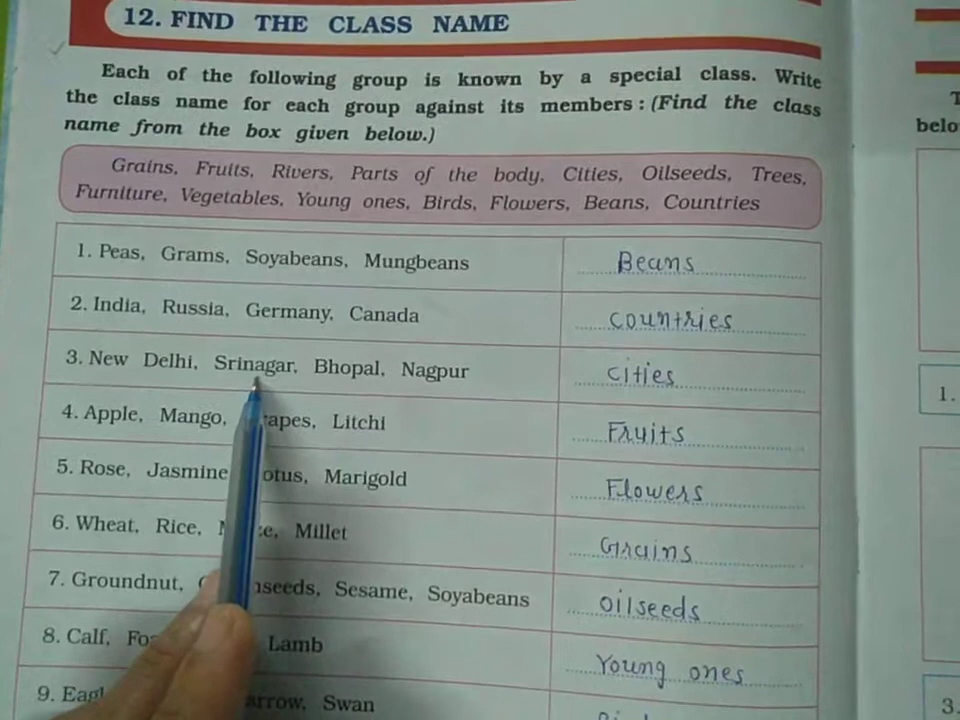 12. FIND THE CLASS NAME
Each of the following group is known by a special class. Write
the class name for each group against its members : (Find the class
name from the box given below.)
Grains, Fruits, Rivers, Parts of the body, Cities, Oilseeds, Trees,
Furniture, Vegetables, Young ones, Birds, Flowers, Beans, Countries
1. Peas, Grams, Soyabeans, Mungbeans Beans
2. India, Russia, Germany, Canada countries
3. New Delhi, Srinagar, Bhopal, Nagpur cities
4. Apple, Mango, Litchi Fruits
5. Rose, Jasmine Marigold Flowers
6. Wheat, Rice, Millet Grains
7. Groundnut, Sesame, Soyabeans oilseeds
8. Calf, Lamb Young ones
9. Swan
belo
1.
3.